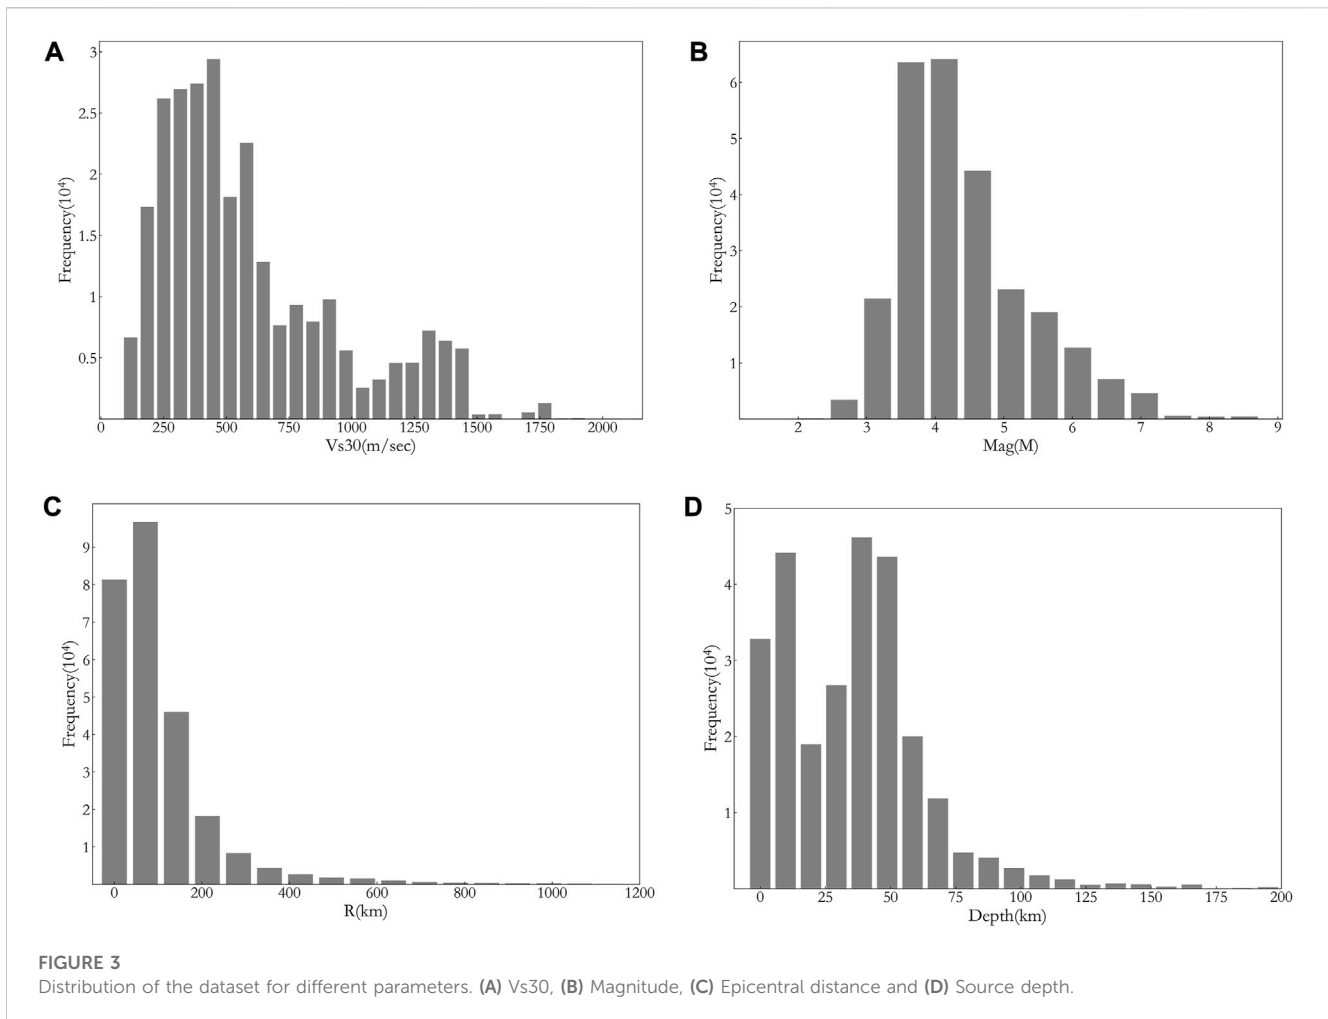 A
3
2.5
2
1.5
1
0.5
Frequency(10⁴)
0 250 500 750 1000 1250 1500 1750 2000
Vs30(m/sec)
B
6
5
4
3
2
1
Frequency(10⁴)
2 3 4 5 6 7 8 9
Mag(M)
C
9
8
7
6
5
4
3
2
1
Frequency(10⁴)
0 200 400 600 800 1000 1200
R(km)
D
5
4
3
2
1
Frequency(10⁴)
0 25 50 75 100 125 150 175 200
Depth(km)
FIGURE 3
Distribution of the dataset for different parameters. (A) Vs30, (B) Magnitude, (C) Epicentral distance and (D) Source depth.